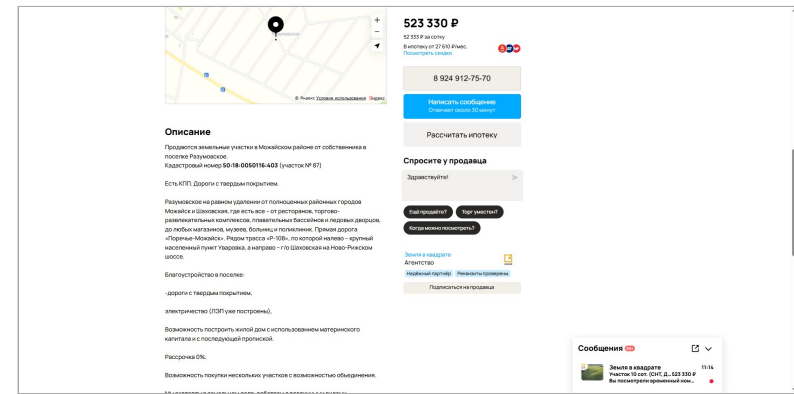 © Яндекс Условия использования Яндекс
Описание
Продаются земельные участки в Можайском районе от собственника в
поселке Разумовское.
Кадастровый номер 50:18:0050116:403 (участок № 87)
Есть КПП. Дороги с твердым покрытием.
Разумовское на равном удалении от полноценных районных городов
Можайск и Шаховская, где есть все – от ресторанов, торгово-
развлекательных комплексов, плавательных бассейнов и ледовых дворцов,
до любых магазинов, музеев, больниц и поликлиник. Прямая дорога
«Поречье-Можайск». Рядом трасса «Р-108», по которой налево – крупный
населенный пункт Уваровка, а направо – г/о Шаховская на Ново-Рижском
шоссе.
Благоустройство в поселке:
-дороги с твердым покрытием,
электричество (ЛЭП уже построены),
Возможность построить жилой дом с использованием материнского
капитала и с последующей пропиской.
Рассрочка 0%;
Возможность покупки нескольких участков с возможностью объединения.
523 330 ₽
52 333 ₽ за сотку
В ипотеку от 27 610 ₽/мес.
Посмотреть скидки
8 924 912-75-70
Написать сообщение
Отвечает около 30 минут
Рассчитать ипотеку
Спросите у продавца
Здравствуйте!
Ещё продаёте?
Торг уместен?
Когда можно посмотреть?
Земля в квадрате
Агентство
Надёжный партнёр
Реквизиты проверены
Подписаться на продавца
Сообщения
Земля в квадрате 11:14
Участок 10 сот. (СНТ, Д... 523 330 ₽
Вы посмотрели временный ном...